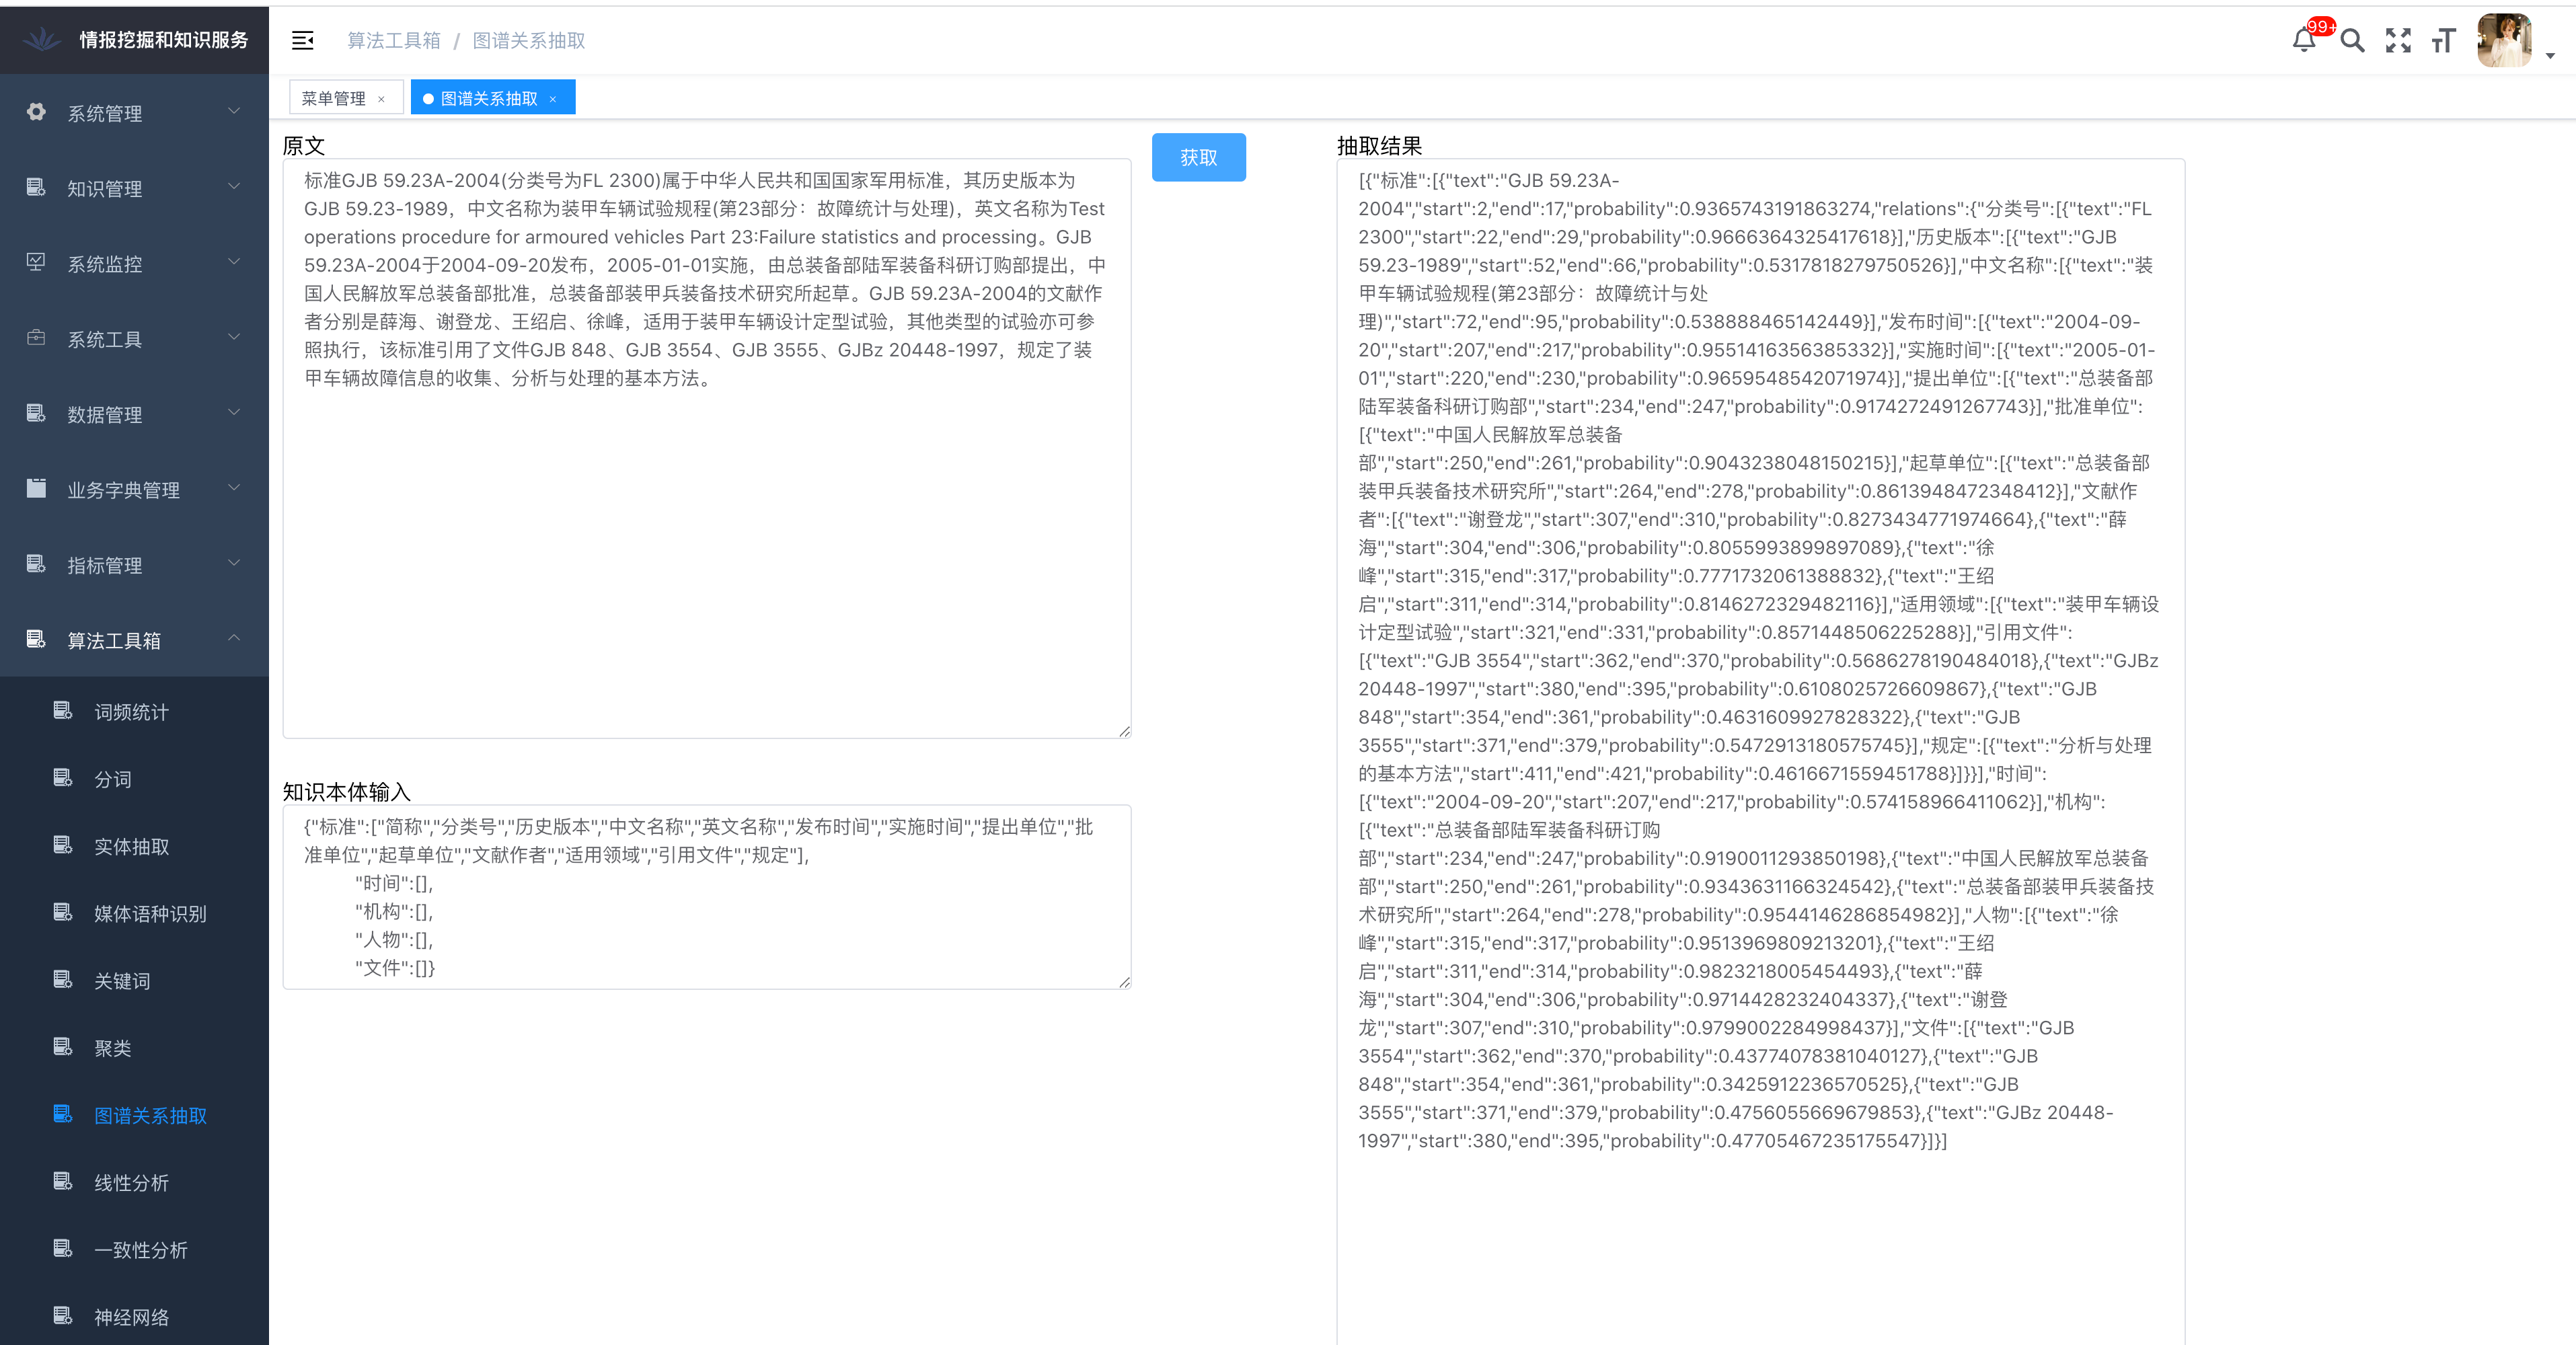 情报挖掘和知识服务
算法工具箱 / 图谱关系抽取
99+
菜单管理 ×
图谱关系抽取 ×
系统管理
知识管理
系统监控
系统工具
数据管理
业务字典管理
指标管理
算法工具箱
词频统计
分词
实体抽取
媒体语种识别
关键词
聚类
图谱关系抽取
线性分析
一致性分析
神经网络
原文
标准GJB 59.23A-2004(分类号为FL 2300)属于中华人民共和国国家军用标准，其历史版本为
GJB 59.23-1989，中文名称为装甲车辆试验规程(第23部分：故障统计与处理)，英文名称为Test
operations procedure for armoured vehicles Part 23:Failure statistics and processing。GJB
59.23A-2004于2004-09-20发布，2005-01-01实施，由总装备部陆军装备科研订购部提出，中
国人民解放军总装备部批准，总装备部装甲兵装备技术研究所起草。GJB 59.23A-2004的文献作
者分别是薛海、谢登龙、王绍启、徐峰，适用于装甲车辆设计定型试验，其他类型的试验亦可参
照执行，该标准引用了文件GJB 848、GJB 3554、GJB 3555、GJBz 20448-1997，规定了装
甲车辆故障信息的收集、分析与处理的基本方法。
获取
知识本体输入
{"标准":["简称","分类号","历史版本","中文名称","英文名称","发布时间","实施时间","提出单位","批
准单位","起草单位","文献作者","适用领域","引用文件","规定"],
"时间":[],
"机构":[],
"人物":[],
"文件":[]}
抽取结果
[{"标准":[{"text":"GJB 59.23A-
2004","start":2,"end":17,"probability":0.9365743191863274,"relations":{"分类号":[{"text":"FL
2300","start":22,"end":29,"probability":0.9666364325417618}],"历史版本":[{"text":"GJB
59.23-1989","start":52,"end":66,"probability":0.5317818279750526}],"中文名称":[{"text":"装
甲车辆试验规程(第23部分：故障统计与处
理)","start":72,"end":95,"probability":0.538888465142449}],"发布时间":[{"text":"2004-09-
20","start":207,"end":217,"probability":0.9551416356385332}],"实施时间":[{"text":"2005-01-
01","start":220,"end":230,"probability":0.9659548542071974}],"提出单位":[{"text":"总装备部
陆军装备科研订购部","start":234,"end":247,"probability":0.9174272491267743}],"批准单位":
[{"text":"中国人民解放军总装备
部","start":250,"end":261,"probability":0.9043238048150215}],"起草单位":[{"text":"总装备部
装甲兵装备技术研究所","start":264,"end":278,"probability":0.8613948472348412}],"文献作
者":[{"text":"谢登龙","start":307,"end":310,"probability":0.8273434771974664},{"text":"薛
海","start":304,"end":306,"probability":0.8055993899897089},{"text":"徐
峰","start":315,"end":317,"probability":0.7771732061388832},{"text":"王绍
启","start":311,"end":314,"probability":0.8146272329482116}],"适用领域":[{"text":"装甲车辆设
计定型试验","start":321,"end":331,"probability":0.8571448506225288}],"引用文件":
[{"text":"GJB 3554","start":362,"end":370,"probability":0.5686278190484018},{"text":"GJBz
20448-1997","start":380,"end":395,"probability":0.6108025726609867},{"text":"GJB
848","start":354,"end":361,"probability":0.4631609927828322},{"text":"GJB
3555","start":371,"end":379,"probability":0.5472913180575745}],"规定":[{"text":"分析与处理
的基本方法","start":411,"end":421,"probability":0.4616671559451788}]}}],"时间":
[{"text":"2004-09-20","start":207,"end":217,"probability":0.574158966411062}],"机构":
[{"text":"总装备部陆军装备科研订购
部","start":234,"end":247,"probability":0.9190011293850198},{"text":"中国人民解放军总装备
部","start":250,"end":261,"probability":0.9343631166324542},{"text":"总装备部装甲兵装备技
术研究所","start":264,"end":278,"probability":0.9544146286854982}],"人物":[{"text":"徐
峰","start":315,"end":317,"probability":0.9513969809213201},{"text":"王绍
启","start":311,"end":314,"probability":0.9823218005454493},{"text":"薛
海","start":304,"end":306,"probability":0.9714428232404337},{"text":"谢登
龙","start":307,"end":310,"probability":0.9799002284998437}],"文件":[{"text":"GJB
3554","start":362,"end":370,"probability":0.43774078381040127},{"text":"GJB
848","start":354,"end":361,"probability":0.3425912236570525},{"text":"GJB
3555","start":371,"end":379,"probability":0.4756055669679853},{"text":"GJBz 20448-
1997","start":380,"end":395,"probability":0.47705467235175547}]}]